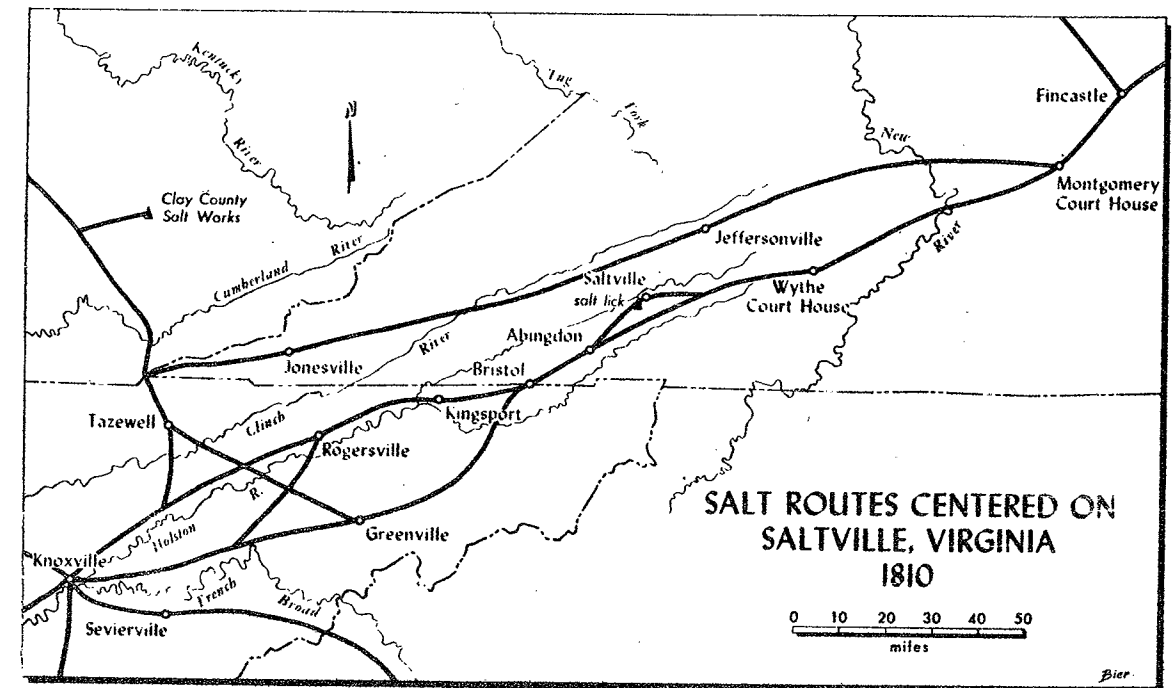 Kentucky
River
N
Tug
Fork
New
River
Fincastle
Montgomery
Court House
Clay County
Salt Works
Cumberland
River
Jeffersonville
Saltville
salt lick
Wythe
Court House
Abingdon
River
Jonesville
Bristol
Tazewell
Clinch
Kingsport
Rogersville
R.
Holston
Greenville
Knoxville
French
Broad
Sevierville
SALT ROUTES CENTERED ON
SALTVILLE, VIRGINIA
1810
0 10 20 30 40 50
miles
Bier